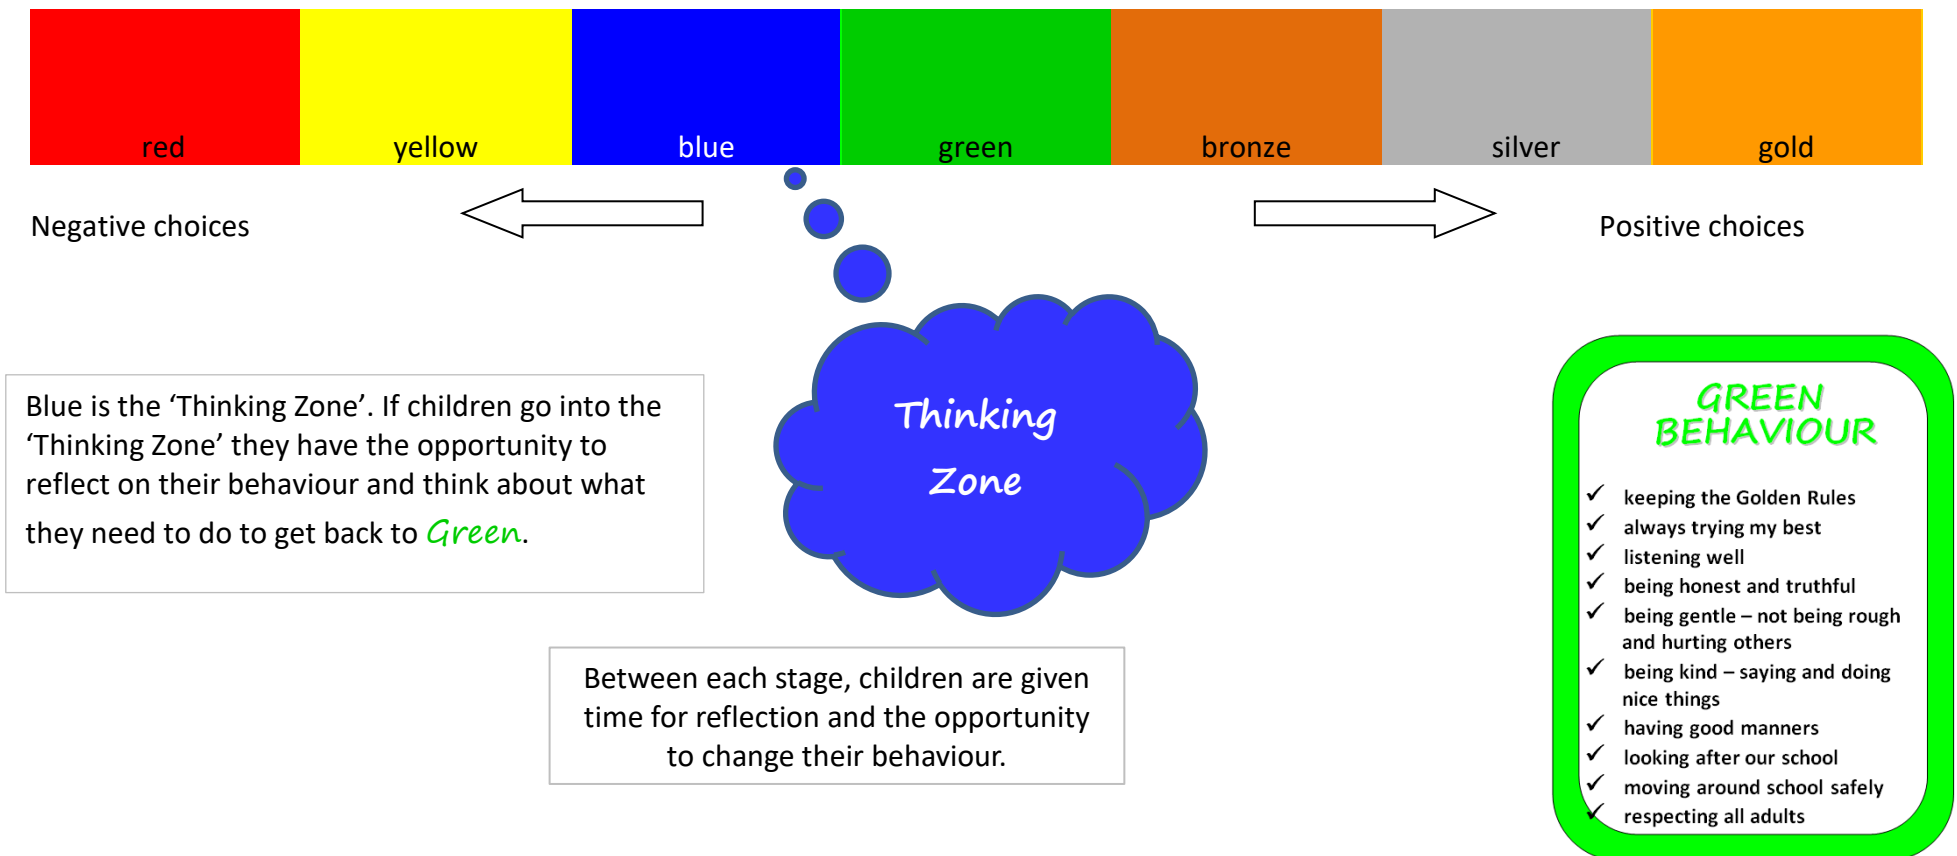 red yellow blue green bronze silver gold
Negative choices
Positive choices
Blue is the ‘Thinking Zone’. If children go into the
‘Thinking Zone’ they have the opportunity to
reflect on their behaviour and think about what
they need to do to get back to Green.
Thinking
Zone
Between each stage, children are given
time for reflection and the opportunity
to change their behaviour.
GREEN
BEHAVIOUR
✓ keeping the Golden Rules
✓ always trying my best
✓ listening well
✓ being honest and truthful
✓ being gentle – not being rough
and hurting others
✓ being kind – saying and doing
nice things
✓ having good manners
✓ looking after our school
✓ moving around school safely
✓ respecting all adults